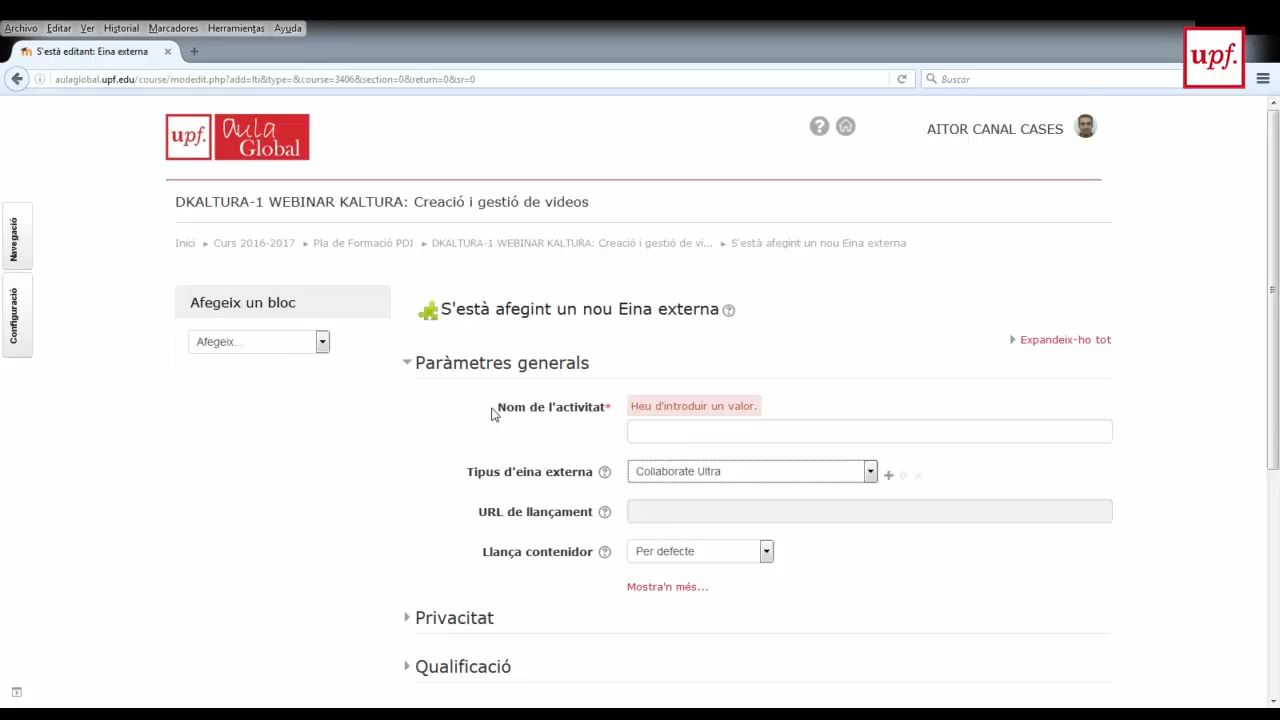 Archivo Editar Ver Historial Marcadores Herramientas Ayuda
S'està editant: Eina externa
upf.
aulaglobal.upf.edu/course/modedit.php?add=lti&type=&course=3406&section=0&return=0&sr=0
Buscar
upf. Aula Global
AITOR CANAL CASES
DKALTURA-1 WEBINAR KALTURA: Creació i gestió de videos
Inici ▸ Curs 2016-2017 ▸ Pla de Formació PDI ▸ DKALTURA-1 WEBINAR KALTURA: Creació i gestió de vi... ▸ S'està afegint un nou Eina externa
Navegació
Configuració
Afegeix un bloc
Afegeix...
S'està afegint un nou Eina externa
Expandeix-ho tot
Paràmetres generals
Nom de l'activitat* Heu d'introduir un valor.
Tipus d'eina externa Collaborate Ultra
URL de llançament
Llança contenidor Per defecte
Mostra'n més...
Privacitat
Qualificació